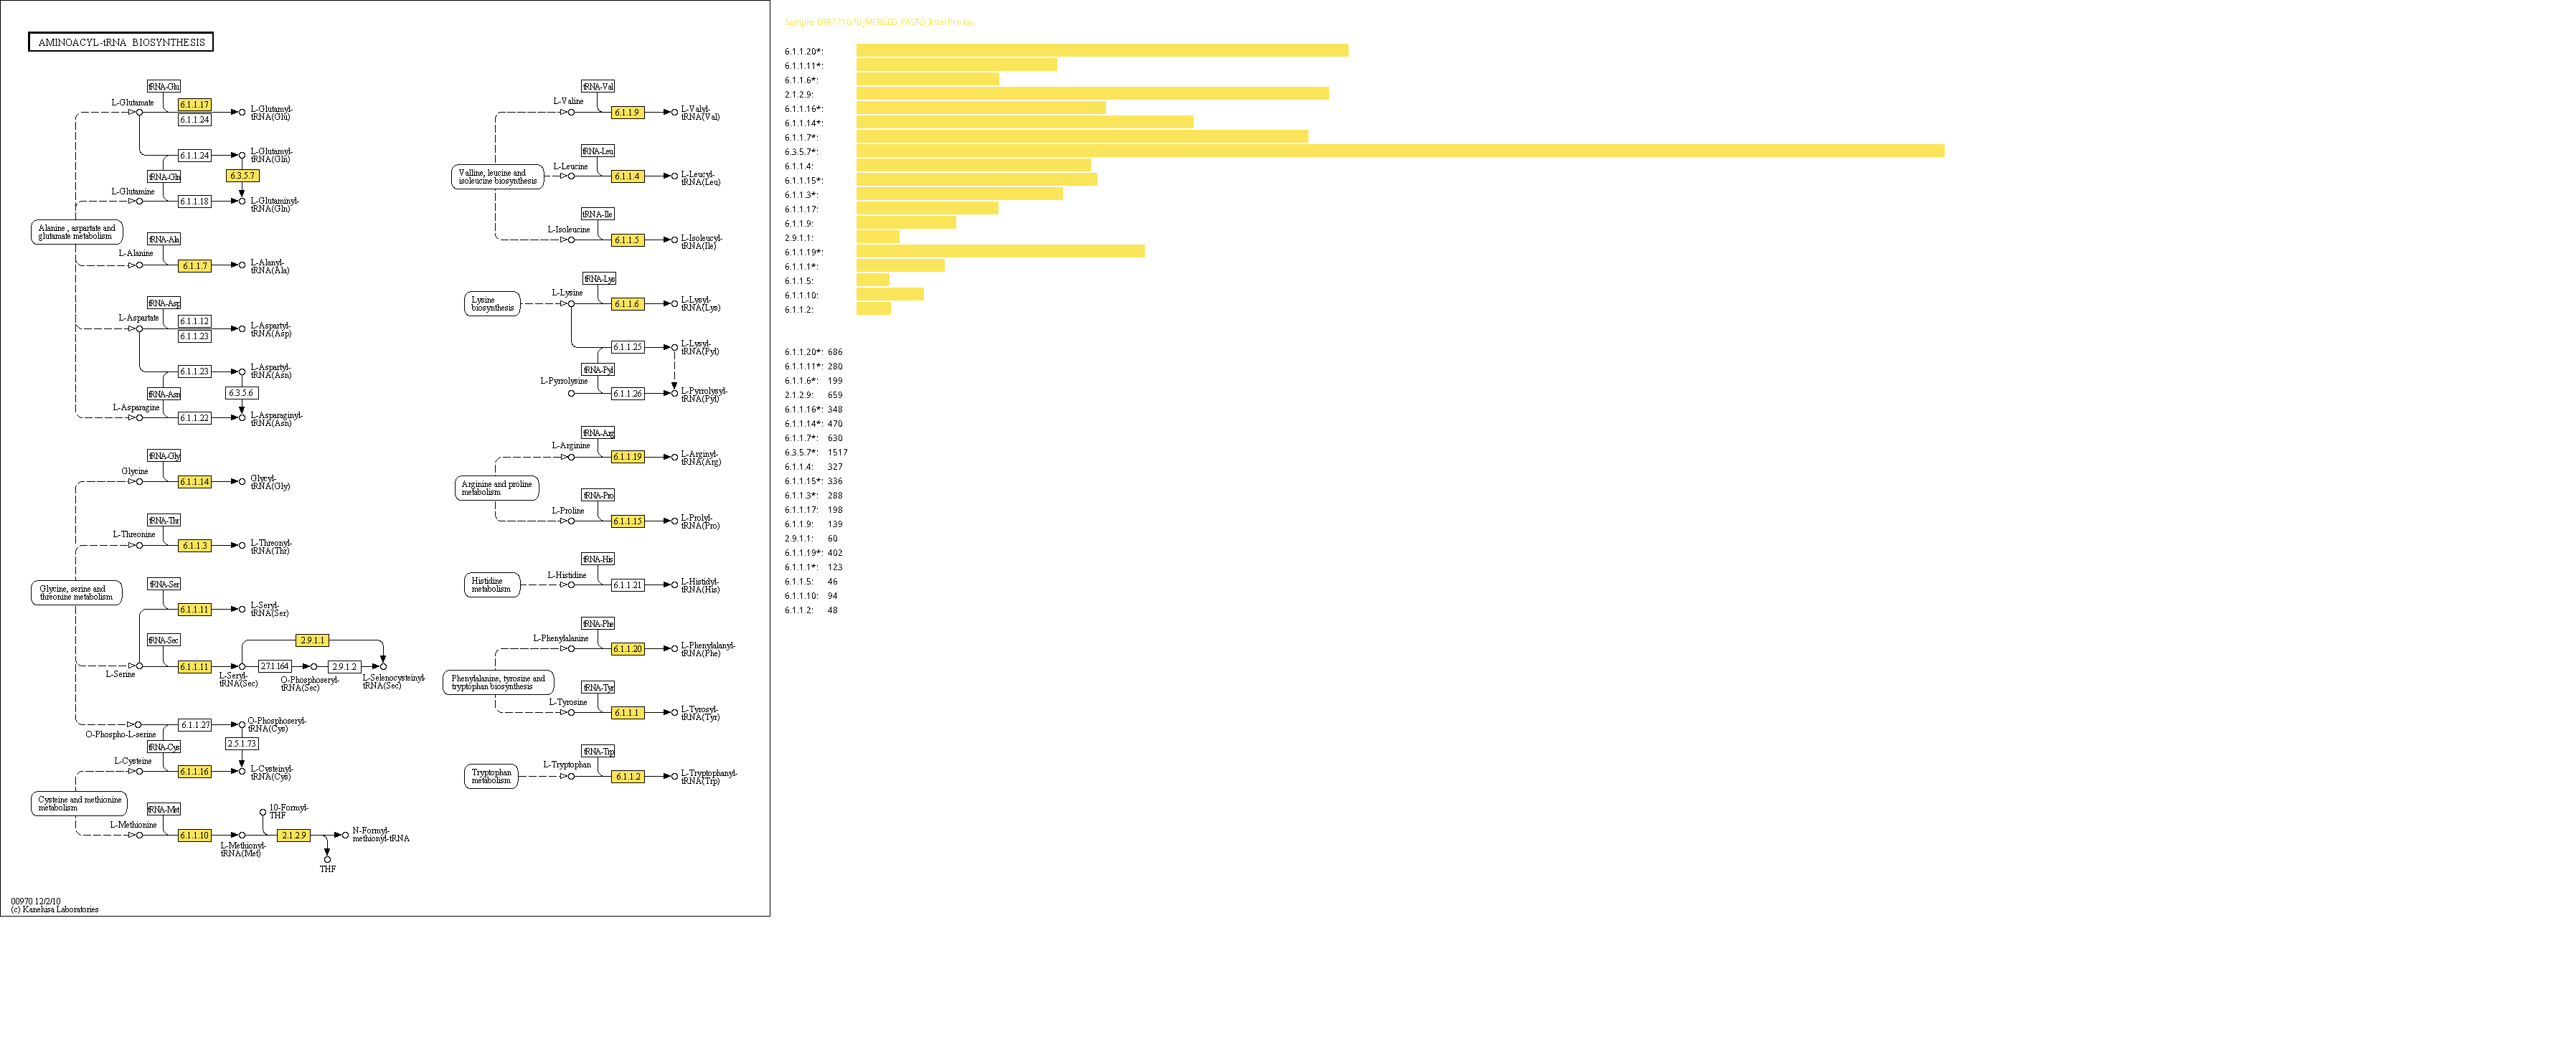 AMINOACYL-tRNA BIOSYNTHESIS
tRNA-Glu
L-Glutamate
6.1.1.17
6.1.1.24
L-Glutamyl-
tRNA(Glu)
6.1.1.24
L-Glutamyl-
tRNA(Gln)
tRNA-Gln
6.3.5.7
L-Glutamine
6.1.1.18
L-Glutaminyl-
tRNA(Gln)
Alanine , aspartate and
glutamate metabolism
tRNA-Ala
L-Alanine
6.1.1.7
L-Alanyl-
tRNA(Ala)
tRNA-Asp
L-Aspartate
6.1.1.12
6.1.1.23
L-Aspartyl-
tRNA(Asp)
6.1.1.23
L-Aspartyl-
tRNA(Asn)
tRNA-Asn
6.3.5.6
L-Asparagine
6.1.1.22
L-Asparaginyl-
tRNA(Asn)
tRNA-Gly
Glycine
6.1.1.14
Glycyl-
tRNA(Gly)
tRNA-Thr
L-Threonine
6.1.1.3
L-Threonyl-
tRNA(Thr)
Glycine, serine and
threonine metabolism
tRNA-Ser
6.1.1.11
L-Seryl-
tRNA(Ser)
tRNA-Sec
2.9.1.1
L-Serine
6.1.1.11
L-Seryl-
tRNA(Sec)
2.7.1.164
O-Phosphoseryl-
tRNA(Sec)
2.9.1.2
L-Selenocysteinyl-
tRNA(Sec)
6.1.1.27
O-Phosphoseryl-
tRNA(Cys)
O-Phospho-L-serine
tRNA-Cys
2.5.1.73
L-Cysteine
6.1.1.16
L-Cysteinyl-
tRNA(Cys)
Cysteine and methionine
metabolism
tRNA-Met
L-Methionine
6.1.1.10
L-Methionyl-
tRNA(Met)
10-Formyl-
THF
2.1.2.9
N-Formyl-
methionyl-tRNA
THF
00970 12/2/10
(c) Kanehisa Laboratories
tRNA-Val
L-Valine
6.1.1.9
L-Valyl-
tRNA(Val)
tRNA-Leu
Valline, leucine and
isoleucine biosynthesis
L-Leucine
6.1.1.4
L-Leucyl-
tRNA(Leu)
tRNA-Ile
L-Isoleucine
6.1.1.5
L-Isoleucyl-
tRNA(Ile)
tRNA-Lys
Lysine
biosynthesis
L-Lysine
6.1.1.6
L-Lysyl-
tRNA(Lys)
6.1.1.25
L-Lysyl-
tRNA(Pyl)
tRNA-Pyl
L-Pyrrolysine
6.1.1.26
L-Pyrrolysyl-
tRNA(Pyl)
tRNA-Arg
L-Arginine
6.1.1.19
L-Arginyl-
tRNA(Arg)
Arginine and proline
metabolism
tRNA-Pro
L-Proline
6.1.1.15
L-Prolyl-
tRNA(Pro)
tRNA-His
Histidine
metabolism
L-Histidine
6.1.1.21
L-Histidyl-
tRNA(His)
tRNA-Phe
L-Phenylalanine
6.1.1.20
L-Phenylalanyl-
tRNA(Phe)
Phenylalanine, tyrosine and
tryptophan biosynthesis
tRNA-Tyr
L-Tyrosine
6.1.1.1
L-Tyrosyl-
tRNA(Tyr)
tRNA-Trp
Tryptophan
metabolism
L-Tryptophan
6.1.1.2
L-Tryptophanyl-
tRNA(Trp)
Sample: ERR771070_MERGED_FASTQ_InterPro.tsv
6.1.1.20*:
6.1.1.11*:
6.1.1.6*:
2.1.2.9:
6.1.1.16*:
6.1.1.14*:
6.1.1.7*:
6.3.5.7*:
6.1.1.4:
6.1.1.15*:
6.1.1.3*:
6.1.1.17:
6.1.1.9:
2.9.1.1:
6.1.1.19*:
6.1.1.1*:
6.1.1.5:
6.1.1.10:
6.1.1.2:
6.1.1.20*: 686
6.1.1.11*: 280
6.1.1.6*: 199
2.1.2.9: 659
6.1.1.16*: 348
6.1.1.14*: 470
6.1.1.7*: 630
6.3.5.7*: 1517
6.1.1.4: 327
6.1.1.15*: 336
6.1.1.3*: 288
6.1.1.17: 198
6.1.1.9: 139
2.9.1.1: 60
6.1.1.19*: 402
6.1.1.1*: 123
6.1.1.5: 46
6.1.1.10: 94
6.1.1.2: 48